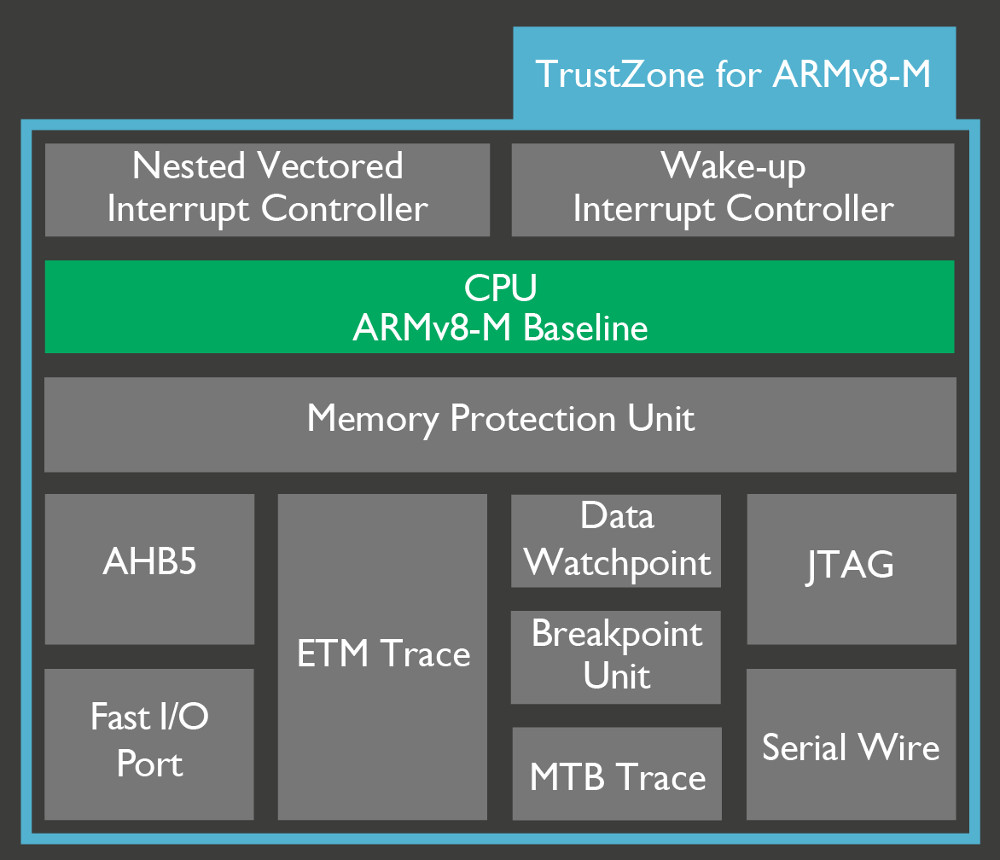 TrustZone for ARMv8-M
Nested Vectored
Interrupt Controller
Wake-up
Interrupt Controller
CPU
ARMv8-M Baseline
Memory Protection Unit
AHB5
Fast I/O
Port
ETM Trace
Data
Watchpoint
Breakpoint
Unit
MTB Trace
JTAG
Serial Wire